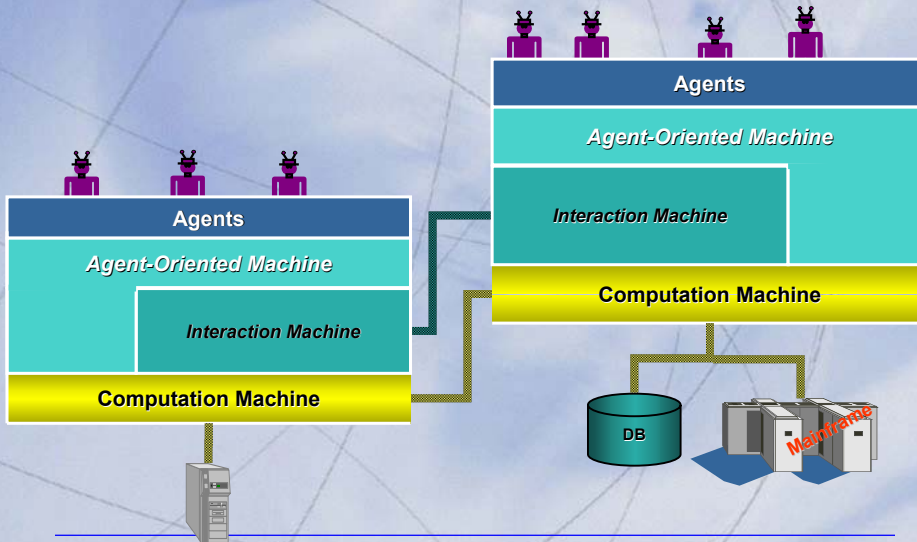 Agents
Agent-Oriented Machine
Interaction Machine
Computation Machine
Agents
Agent-Oriented Machine
Interaction Machine
Computation Machine
DB
Mainframe